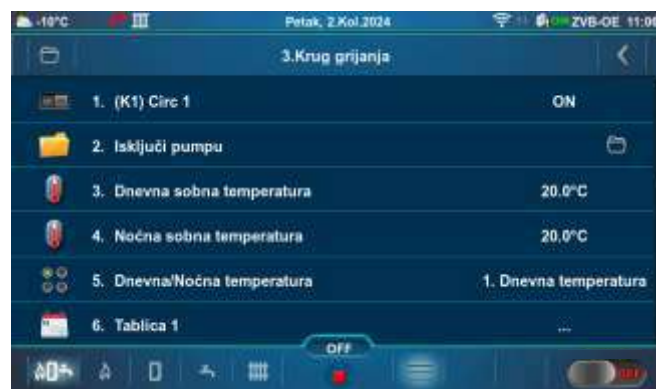 -10°C Petak, 2.Kol.2024 ZVB-OE 11:06
3.Krug grijanja
1. (K1) Circ 1 ON
2. Isključi pumpu
3. Dnevna sobna temperatura 20.0°C
4. Noćna sobna temperatura 20.0°C
5. Dnevna/Noćna temperatura 1. Dnevna temperatura
6. Tablica 1 ...
OFF
OFF